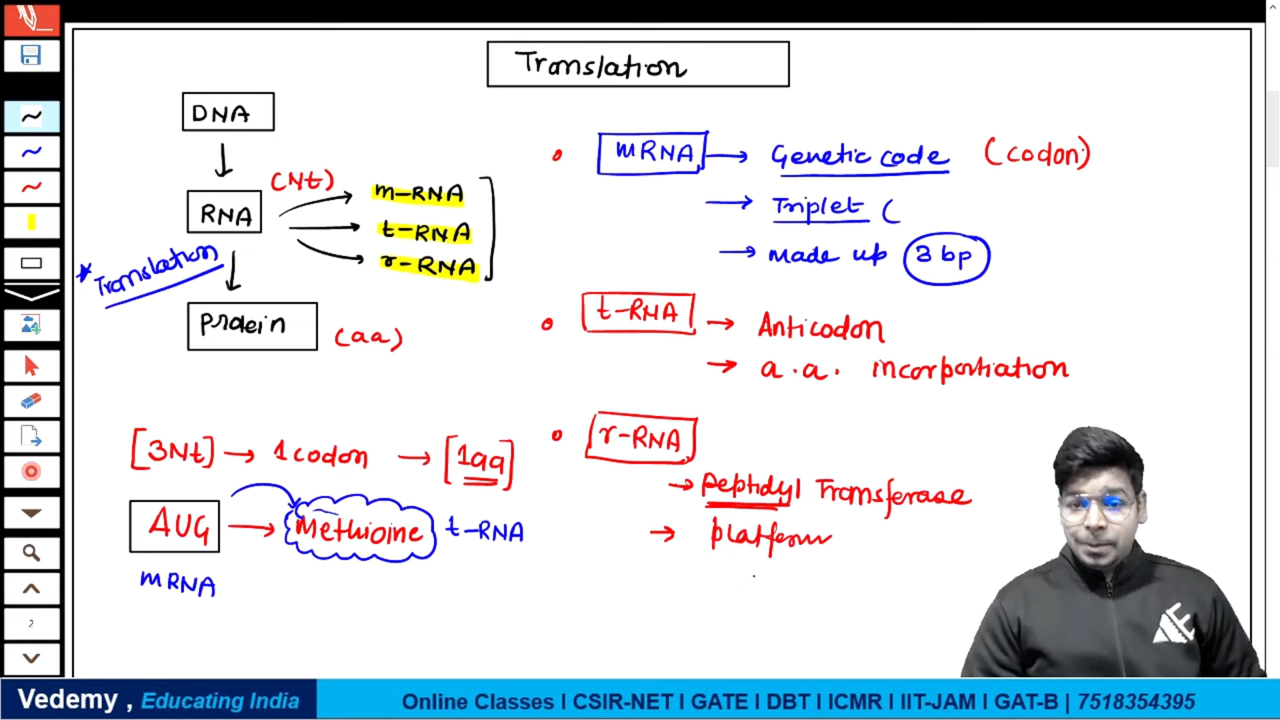 Translation
DNA
RNA
(Nt)
m-RNA
t-RNA
r-RNA
* Translation
Protein
(aa)
[3Nt] → 1 codon → [1aa]
AUG → Methioine t-RNA
mRNA
• mRNA → Genetic code (codon)
→ Triplet (
→ Made up 3 bp
• t-RNA → Anticodon
→ a.a. incorportiation
• r-RNA
→ Peptidyl Transferase
→ platform
2
Vedemy , Educating India
Online Classes I CSIR-NET I GATE I DBT I ICMR I IIT-JAM I GAT-B I 7518354395